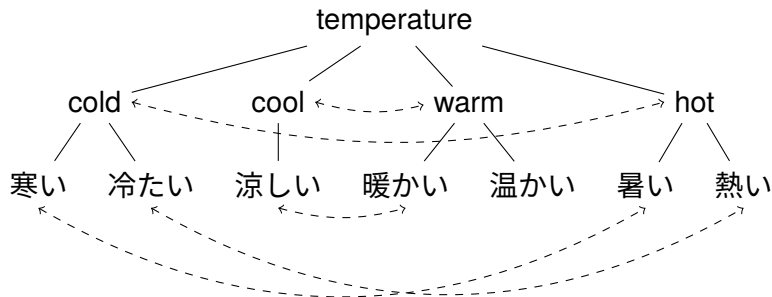 temperature
cold cool warm hot
寒い 冷たい 涼しい 暖かい 温かい 暑い 熱い